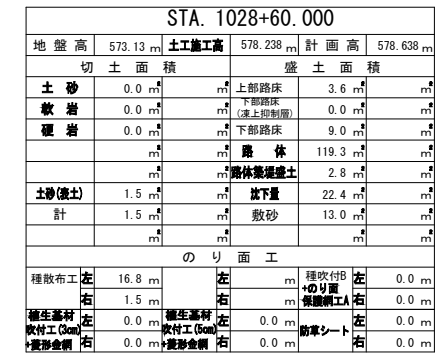 STA. 1028+60.000
地盤高 573.13 m 土工施工高 578.238 m 計画高 578.638 m
切土面積 盛土面積
土砂 0.0 ㎡ ㎡ 上部路床 3.6 ㎡
軟岩 0.0 ㎡ ㎡ 下部路床(凍上抑制層) 0.0 ㎡
硬岩 0.0 ㎡ ㎡ 下部路床 9.0 ㎡
㎡ ㎡ 路体 119.3 ㎡
㎡ ㎡ 路体築堤盛土 2.8 ㎡
土砂(表土) 1.5 ㎡ ㎡ 沈下量 22.4 ㎡
計 1.5 ㎡ ㎡ 敷砂 13.0 ㎡
㎡ ㎡ ㎡ ㎡
のり面工
種散布工 左 16.8 m 左 m 種吹付B+のり面保護網工A 左 0.0 m
右 1.5 m 右 m 右 0.0 m
植生基材吹付工(3cm)+菱形金網 左 0.0 m 植生基材吹付工(5cm)+菱形金網 左 0.0 m 防草シート 左 0.0 m
右 0.0 m 右 0.0 m 右 0.0 m